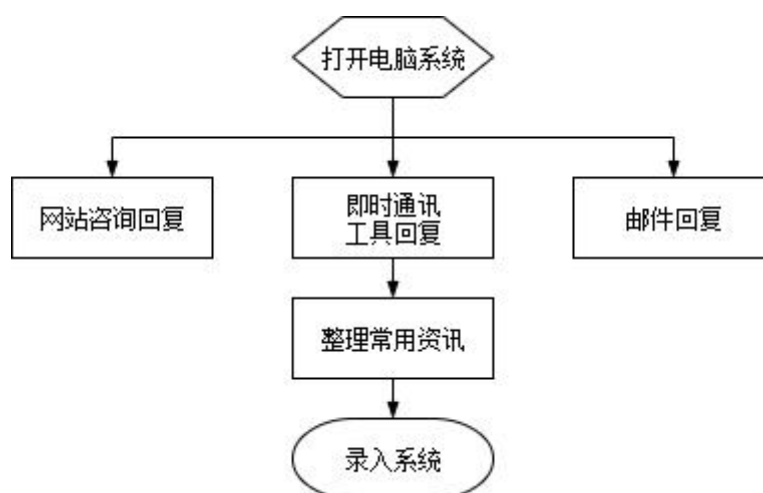 打开电脑系统
网站咨询回复
即时通讯
工具回复
邮件回复
整理常用资讯
录入系统